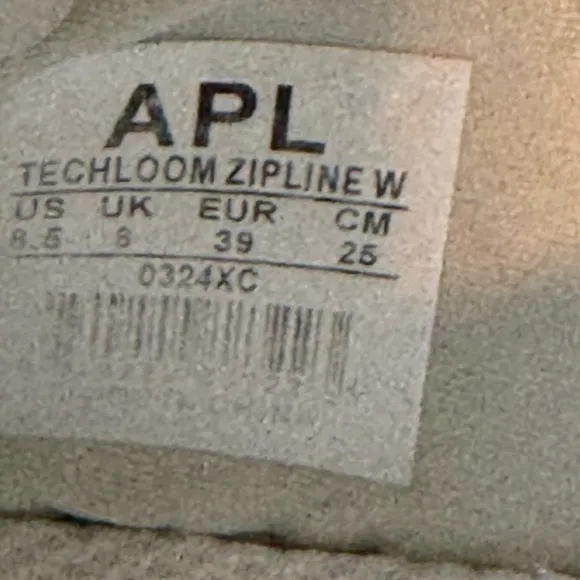 APL
TECHLOOM ZIPLINE W
US UK EUR CM
8.5 6 39 25
0324XC